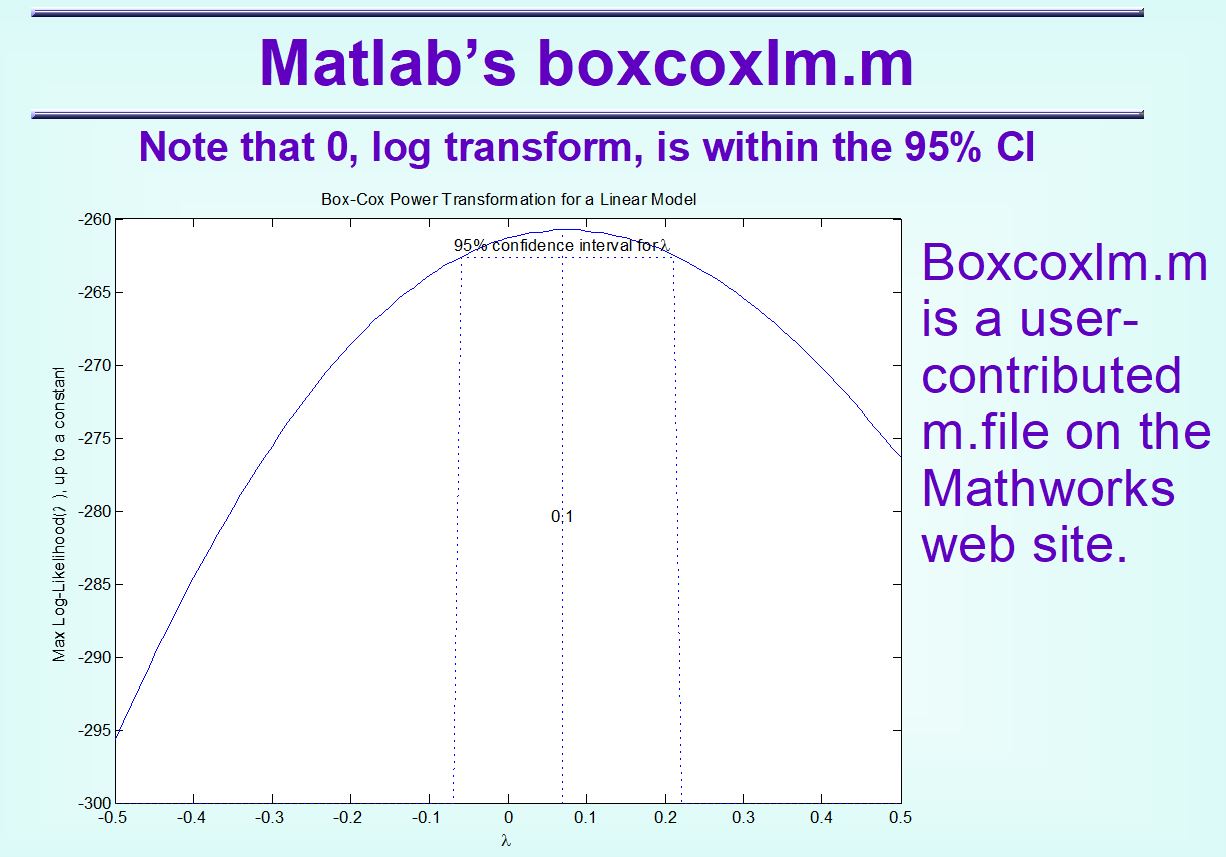 Matlab's boxcoxlm.m
Note that 0, log transform, is within the 95% CI
Box-Cox Power Transformation for a Linear Model
-260
-265
-270
-275
-280
-285
-290
-295
-300
Max Log-Likelihood(λ), up to a constant
95% confidence interval for λ
0.1
-0.5 -0.4 -0.3 -0.2 -0.1 0 0.1 0.2 0.3 0.4 0.5
λ
Boxcoxlm.m
is a user-
contributed
m.file on the
Mathworks
web site.